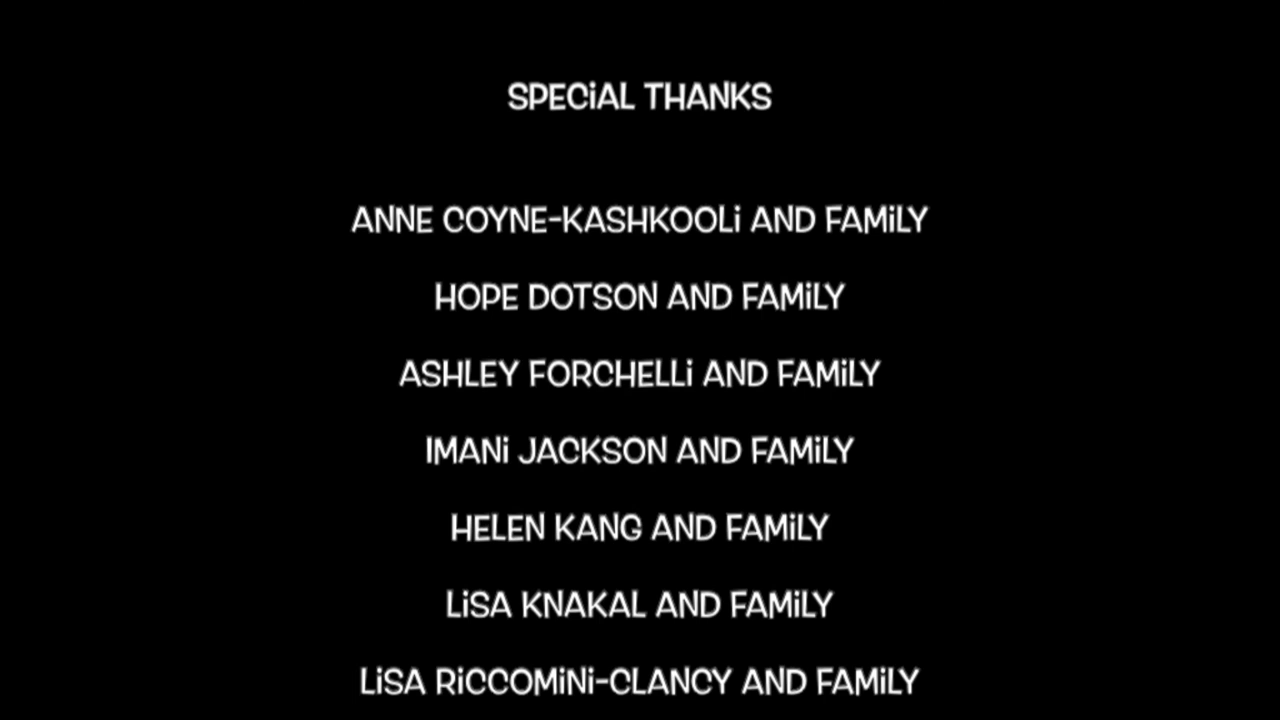 SPECiAL THANKS
ANNE COYNE-KASHKOOLi AND FAMiLY
HOPE DOTSON AND FAMiLY
ASHLEY FORCHELLi AND FAMiLY
IMANi JACKSON AND FAMiLY
HELEN KANG AND FAMiLY
LiSA KNAKAL AND FAMiLY
LiSA RiCCOMiNi-CLANCY AND FAMiLY